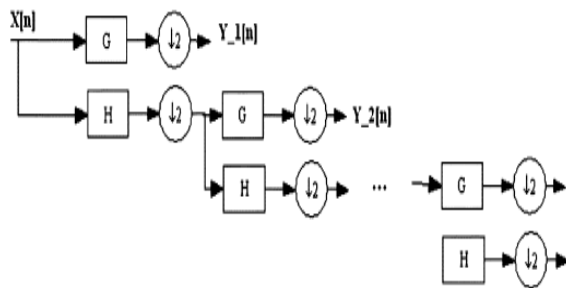 X[n]
G ↓2 Y_1[n]
H ↓2 G ↓2 Y_2[n]
H ↓2 ... G ↓2
H ↓2